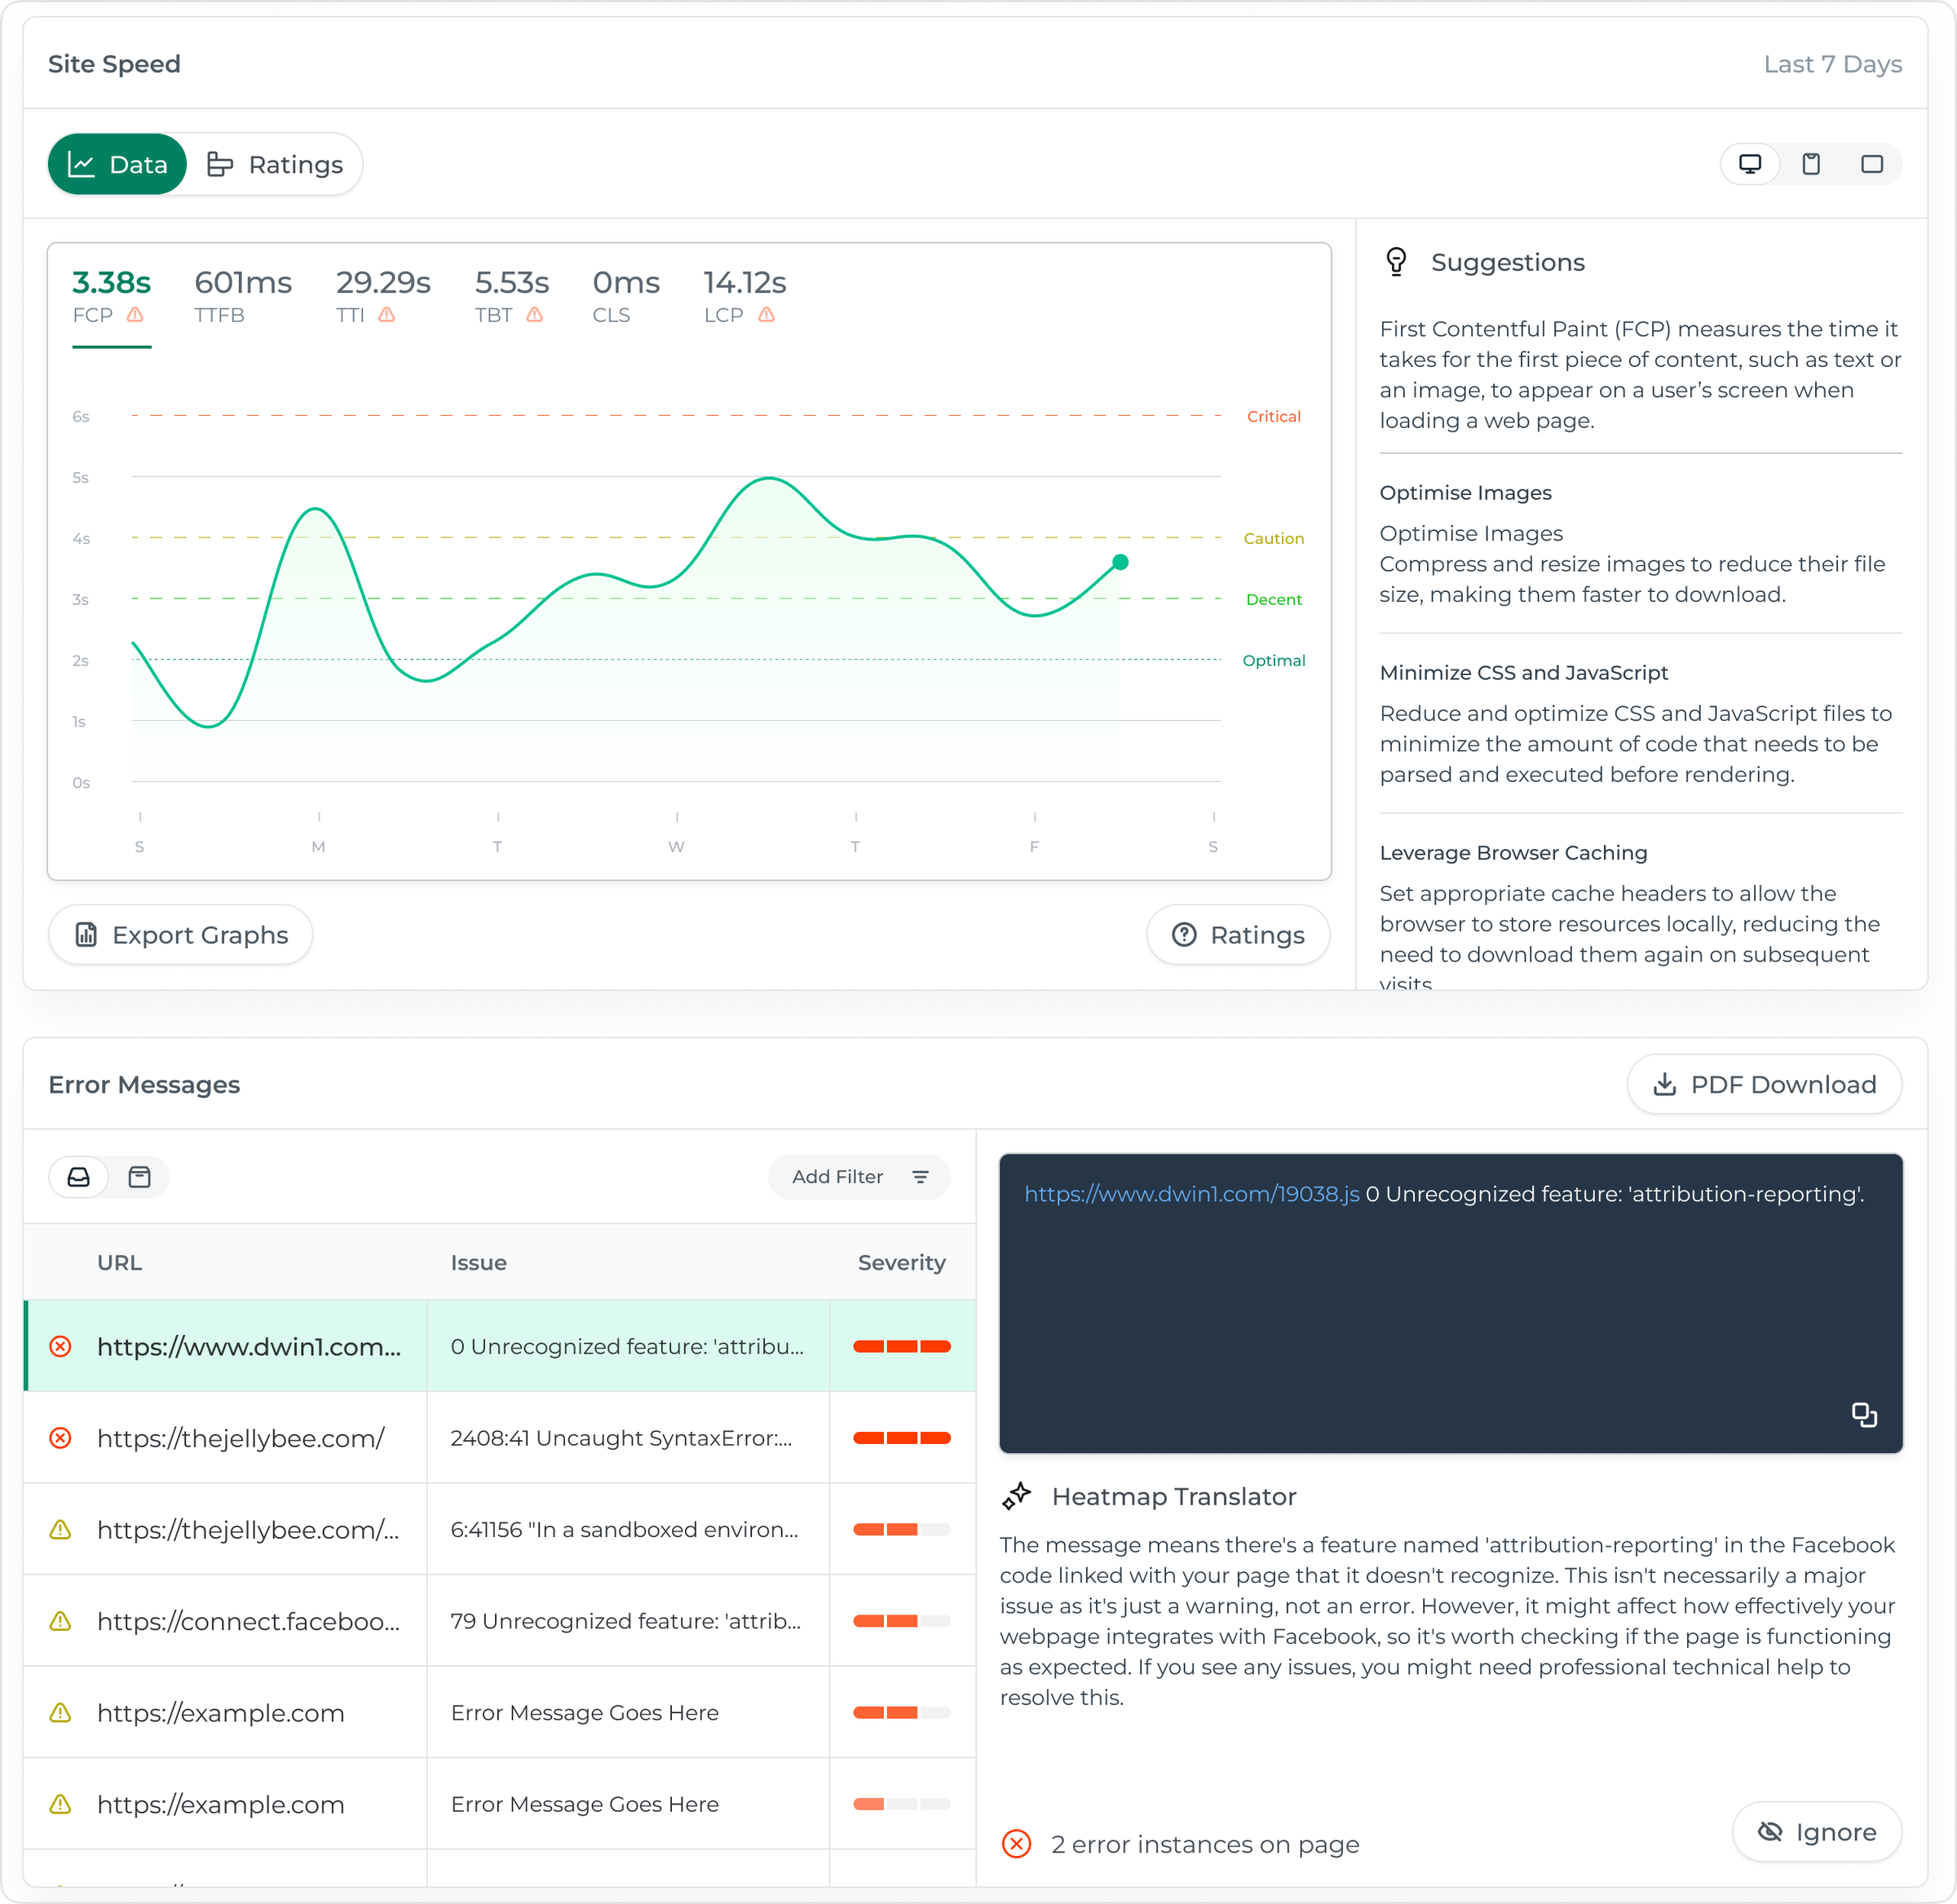 Site Speed
Last 7 Days
Data
Ratings
3.38s
601ms
29.29s
5.53s
0ms
14.12s
FCP
TTFB
TTI
TBT
CLS
LCP
6s
Critical
5s
4s
Caution
3s
Decent
2s
Optimal
1s
0s
S
M
T
W
T
F
S
Export Graphs
Ratings
Suggestions
First Contentful Paint (FCP) measures the time it
takes for the first piece of content, such as text or
an image, to appear on a user’s screen when
loading a web page.
Optimise Images
Optimise Images
Compress and resize images to reduce their file
size, making them faster to download.
Minimize CSS and JavaScript
Reduce and optimize CSS and JavaScript files to
minimize the amount of code that needs to be
parsed and executed before rendering.
Leverage Browser Caching
Set appropriate cache headers to allow the
browser to store resources locally, reducing the
need to download them again on subsequent
visits
Error Messages
PDF Download
Add Filter
URL
Issue
Severity
https://www.dwin1.com...
0 Unrecognized feature: 'attribu...
https://thejellybee.com/
2408:41 Uncaught SyntaxError:...
https://thejellybee.com/...
6:41156 "In a sandboxed environ...
https://connect.faceboo...
79 Unrecognized feature: 'attrib...
https://example.com
Error Message Goes Here
https://example.com
Error Message Goes Here
https://www.dwin1.com/19038.js 0 Unrecognized feature: 'attribution-reporting'.
Heatmap Translator
The message means there's a feature named 'attribution-reporting' in the Facebook
code linked with your page that it doesn't recognize. This isn't necessarily a major
issue as it's just a warning, not an error. However, it might affect how effectively your
webpage integrates with Facebook, so it's worth checking if the page is functioning
as expected. If you see any issues, you might need professional technical help to
resolve this.
2 error instances on page
Ignore